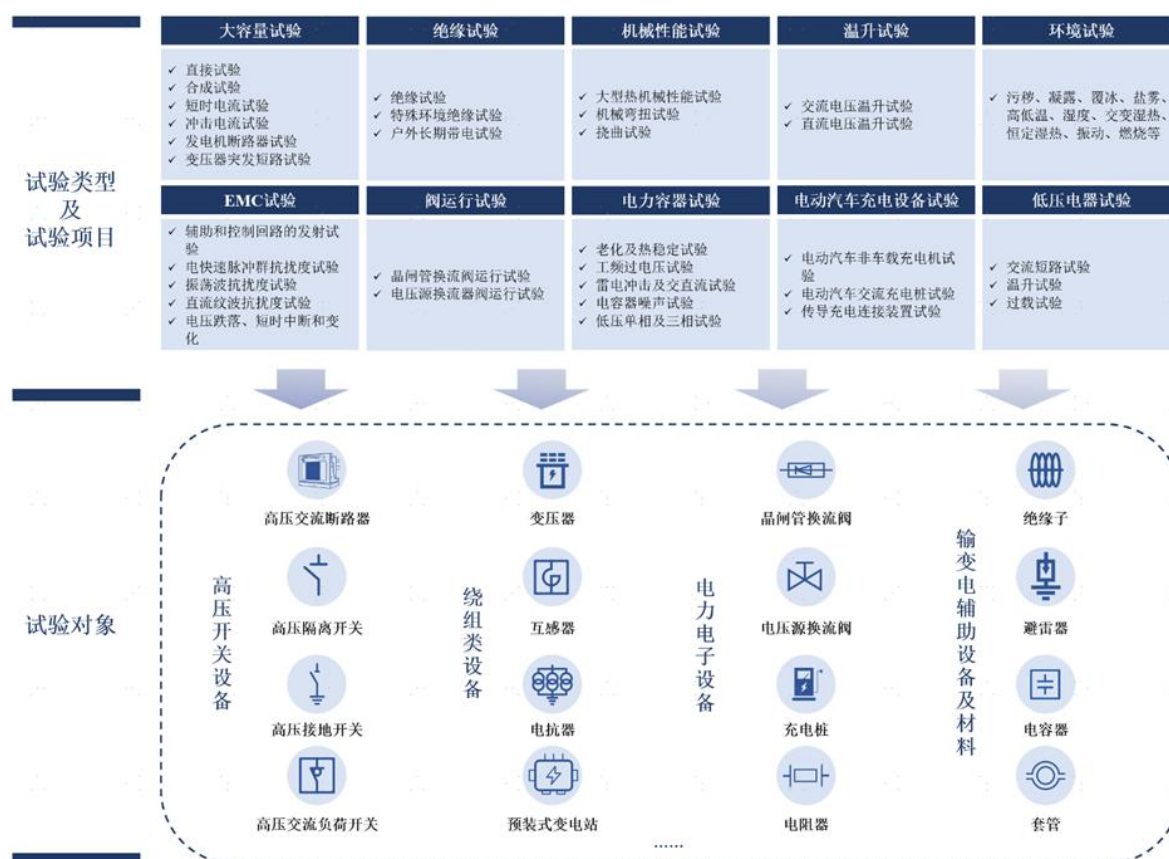 大容量试验
绝缘试验
机械性能试验
温升试验
环境试验
✓ 直接试验
✓ 合成试验
✓ 短时电流试验
✓ 冲击电流试验
✓ 发电机断路器试验
✓ 变压器突发短路试验
✓ 绝缘试验
✓ 特殊环境绝缘试验
✓ 户外长期带电试验
✓ 大型热机械性能试验
✓ 机械弯扭试验
✓ 挠曲试验
✓ 交流电压温升试验
✓ 直流电压温升试验
✓ 污秽、凝露、覆冰、盐雾、
高低温、湿度、交变湿热、
恒定湿热、振动、燃烧等
试验类型
及
试验项目
EMC试验
阀运行试验
电力容器试验
电动汽车充电设备试验
低压电器试验
✓ 辅助和控制回路的发射试
验
✓ 电快速脉冲群抗扰度试验
✓ 振荡波抗扰度试验
✓ 直流纹波抗扰度试验
✓ 电压跌落、短时中断和变
化
✓ 晶闸管换流阀运行试验
✓ 电压源换流器阀运行试验
✓ 老化及热稳定试验
✓ 工频过电压试验
✓ 雷电冲击及交直流试验
✓ 电容器噪声试验
✓ 低压单相及三相试验
✓ 电动汽车非车载充电机试
验
✓ 电动汽车交流充电桩试验
✓ 传导充电连接装置试验
✓ 交流短路试验
✓ 温升试验
✓ 过载试验
试验对象
高压开关设备
高压交流断路器
高压隔离开关
高压接地开关
高压交流负荷开关
绕组类设备
变压器
互感器
电抗器
预装式变电站
电力电子设备
晶闸管换流阀
电压源换流阀
充电桩
电阻器
输变电辅助设备及材料
绝缘子
避雷器
电容器
套管
......